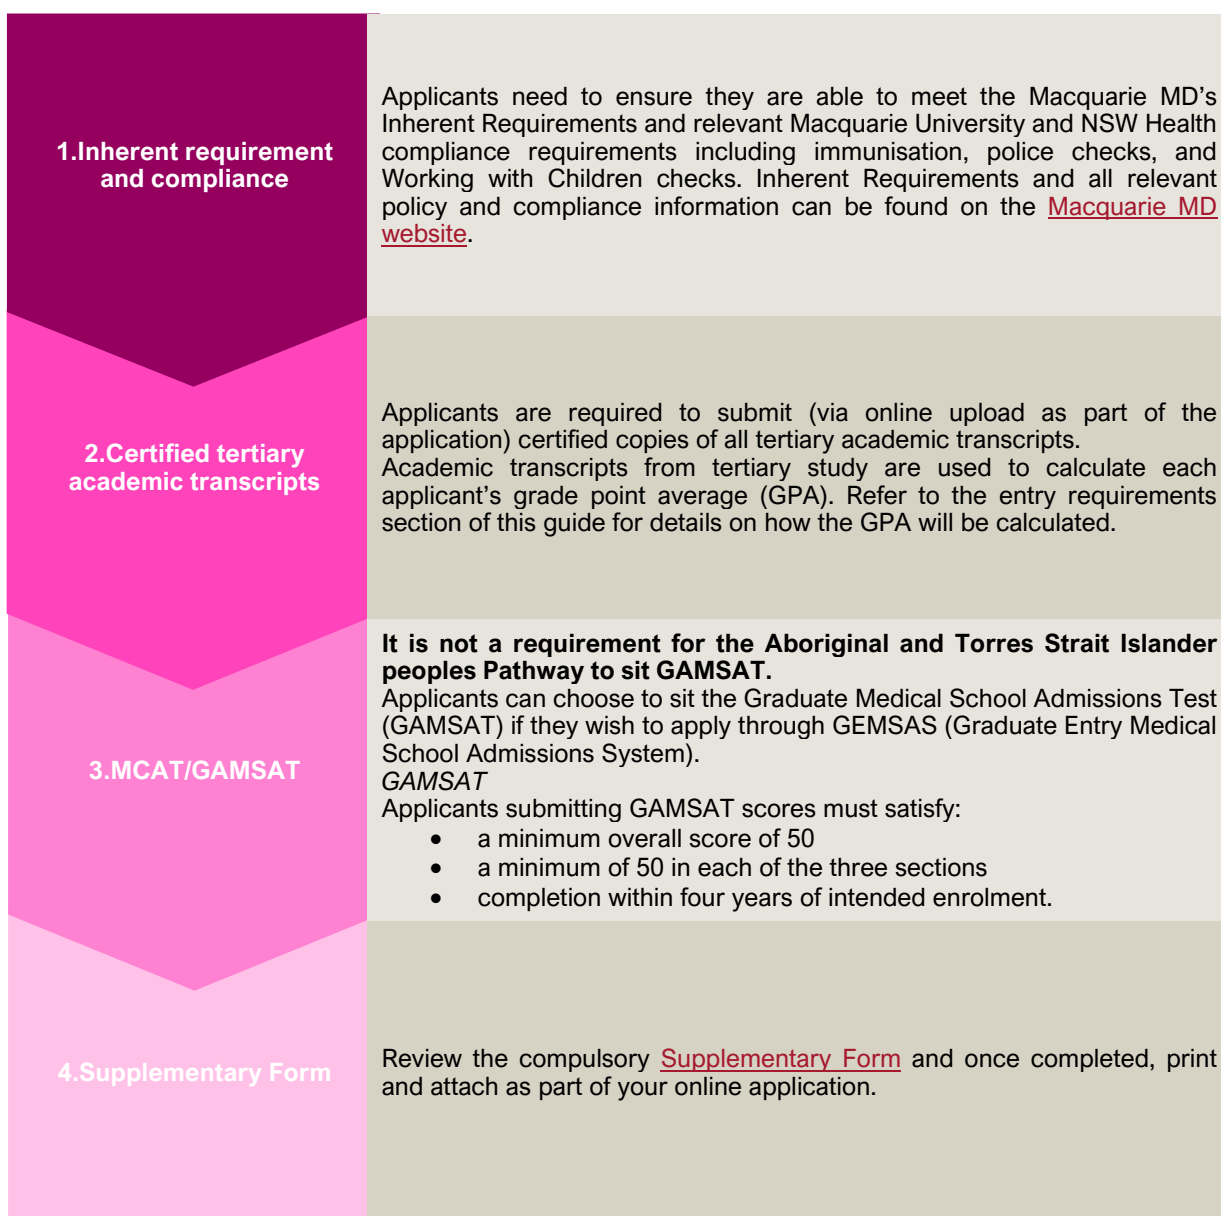 1.Inherent requirement
and compliance
Applicants need to ensure they are able to meet the Macquarie MD’s
Inherent Requirements and relevant Macquarie University and NSW Health
compliance requirements including immunisation, police checks, and
Working with Children checks. Inherent Requirements and all relevant
policy and compliance information can be found on the Macquarie MD
website.
2.Certified tertiary
academic transcripts
Applicants are required to submit (via online upload as part of the
application) certified copies of all tertiary academic transcripts.
Academic transcripts from tertiary study are used to calculate each
applicant’s grade point average (GPA). Refer to the entry requirements
section of this guide for details on how the GPA will be calculated.
3.MCAT/GAMSAT
It is not a requirement for the Aboriginal and Torres Strait Islander
peoples Pathway to sit GAMSAT.
Applicants can choose to sit the Graduate Medical School Admissions Test
(GAMSAT) if they wish to apply through GEMSAS (Graduate Entry Medical
School Admissions System).
GAMSAT
Applicants submitting GAMSAT scores must satisfy:
• a minimum overall score of 50
• a minimum of 50 in each of the three sections
• completion within four years of intended enrolment.
4.Supplementary Form
Review the compulsory Supplementary Form and once completed, print
and attach as part of your online application.